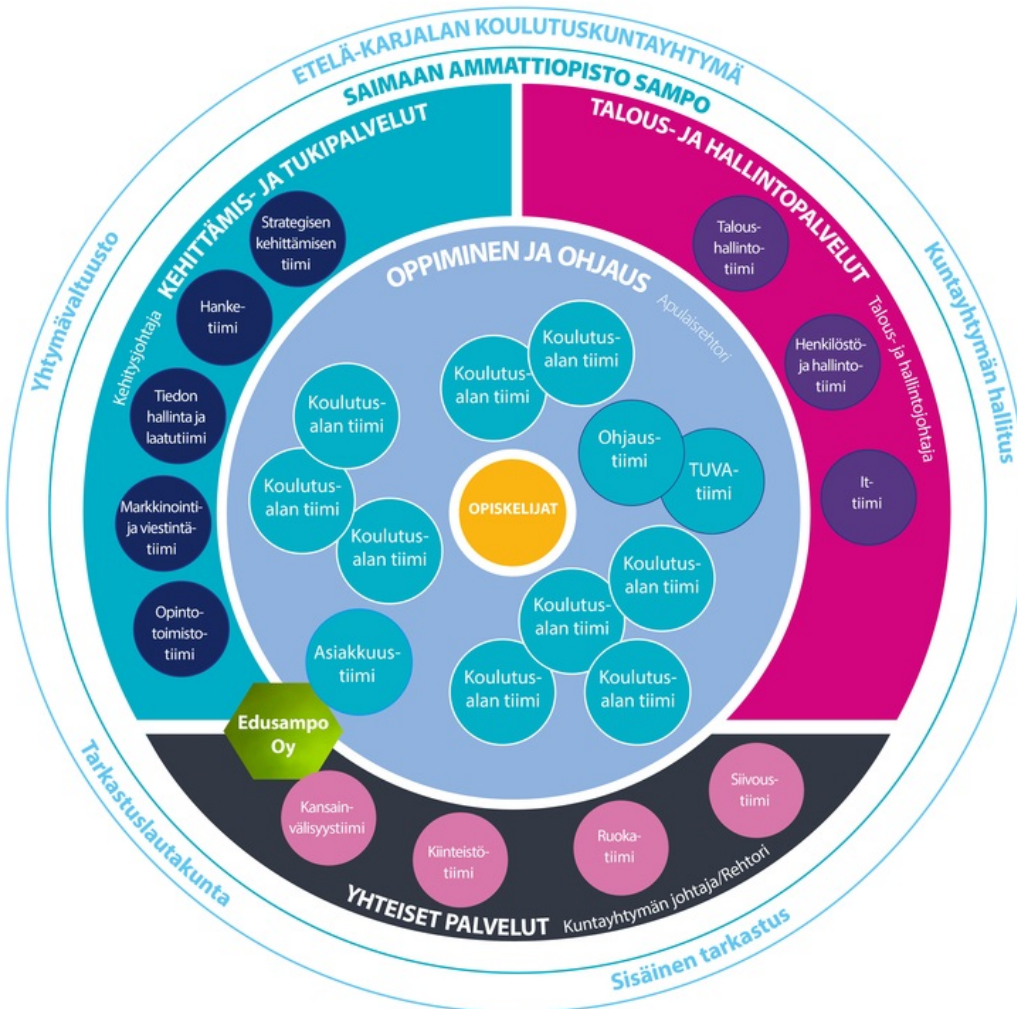 ETELÄ-KARJALAN KOULUTUSKUNTAYHTYMÄ
SAIMAAN AMMATTIOPISTO SAMPO
Yhtymävaltuusto
Kuntayhtymän hallitus
Tarkastuslautakunta
Sisäinen tarkastus
KEHITTÄMIS- JA TUKIPALVELUT
Kehitysjohtaja
Strategisen
kehittämisen
tiimi
Hanke-
tiimi
Tiedon
hallinta ja
laatutiimi
Markkinointi-
ja viestintä-
tiimi
Opinto-
toimisto-
tiimi
TALOUS- JA HALLINTOPALVELUT
Talous- ja hallintojohtaja
Talous-
hallinto-
tiimi
Henkilöstö-
ja hallinto-
tiimi
It-
tiimi
OPPIMINEN JA OHJAUS
Apulaisrehtori
Koulutus-
alan tiimi
Koulutus-
alan tiimi
Koulutus-
alan tiimi
Koulutus-
alan tiimi
Koulutus-
alan tiimi
Ohjaus-
tiimi
TUVA-
tiimi
OPISKELIJAT
Koulutus-
alan tiimi
Koulutus-
alan tiimi
Koulutus-
alan tiimi
Koulutus-
alan tiimi
Asiakkuus-
tiimi
Edusampo
Oy
Kansain-
välisyystiimi
Kiinteistö-
tiimi
Ruoka-
tiimi
Siivous-
tiimi
YHTEISET PALVELUT
Kuntayhtymän johtaja/Rehtori